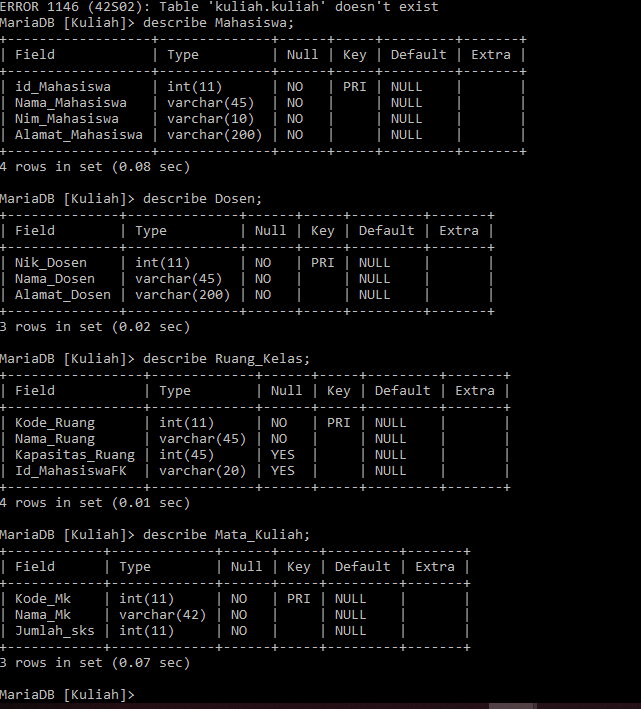 ERROR 1146 (42S02): Table 'kuliah.kuliah' doesn't exist
MariaDB [Kuliah]> describe Mahasiswa;
+------------------+--------------+------+-----+---------+-------+
| Field            | Type         | Null | Key | Default | Extra |
+------------------+--------------+------+-----+---------+-------+
| id_Mahasiswa     | int(11)      | NO   | PRI | NULL    |       |
| Nama_Mahasiswa   | varchar(45)  | NO   |     | NULL    |       |
| Nim_Mahasiswa    | varchar(10)  | NO   |     | NULL    |       |
| Alamat_Mahasiswa | varchar(200) | NO   |     | NULL    |       |
+------------------+--------------+------+-----+---------+-------+
4 rows in set (0.08 sec)

MariaDB [Kuliah]> describe Dosen;
+--------------+--------------+------+-----+---------+-------+
| Field        | Type         | Null | Key | Default | Extra |
+--------------+--------------+------+-----+---------+-------+
| Nik_Dosen    | int(11)      | NO   | PRI | NULL    |       |
| Nama_Dosen   | varchar(45)  | NO   |     | NULL    |       |
| Alamat_Dosen | varchar(200) | NO   |     | NULL    |       |
+--------------+--------------+------+-----+---------+-------+
3 rows in set (0.02 sec)

MariaDB [Kuliah]> describe Ruang_Kelas;
+-----------------+-------------+------+-----+---------+-------+
| Field           | Type        | Null | Key | Default | Extra |
+-----------------+-------------+------+-----+---------+-------+
| Kode_Ruang      | int(11)     | NO   | PRI | NULL    |       |
| Nama_Ruang      | varchar(45) | NO   |     | NULL    |       |
| Kapasitas_Ruang | int(45)     | YES  |     | NULL    |       |
| Id_MahasiswaFK  | varchar(20) | YES  |     | NULL    |       |
+-----------------+-------------+------+-----+---------+-------+
4 rows in set (0.01 sec)

MariaDB [Kuliah]> describe Mata_Kuliah;
+------------+-------------+------+-----+---------+-------+
| Field      | Type        | Null | Key | Default | Extra |
+------------+-------------+------+-----+---------+-------+
| Kode_Mk    | int(11)     | NO   | PRI | NULL    |       |
| Nama_Mk    | varchar(42) | NO   |     | NULL    |       |
| Jumlah_sks | int(11)     | NO   |     | NULL    |       |
+------------+-------------+------+-----+---------+-------+
3 rows in set (0.07 sec)

MariaDB [Kuliah]>